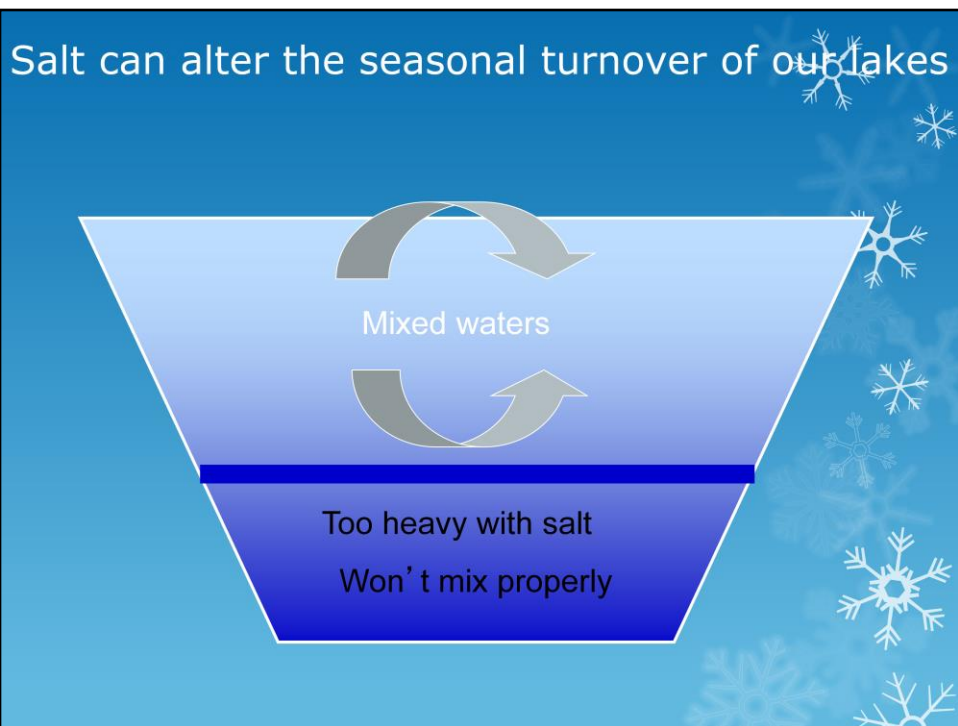 Salt can alter the seasonal turnover of our lakes
Mixed waters
Too heavy with salt
Won’t mix properly